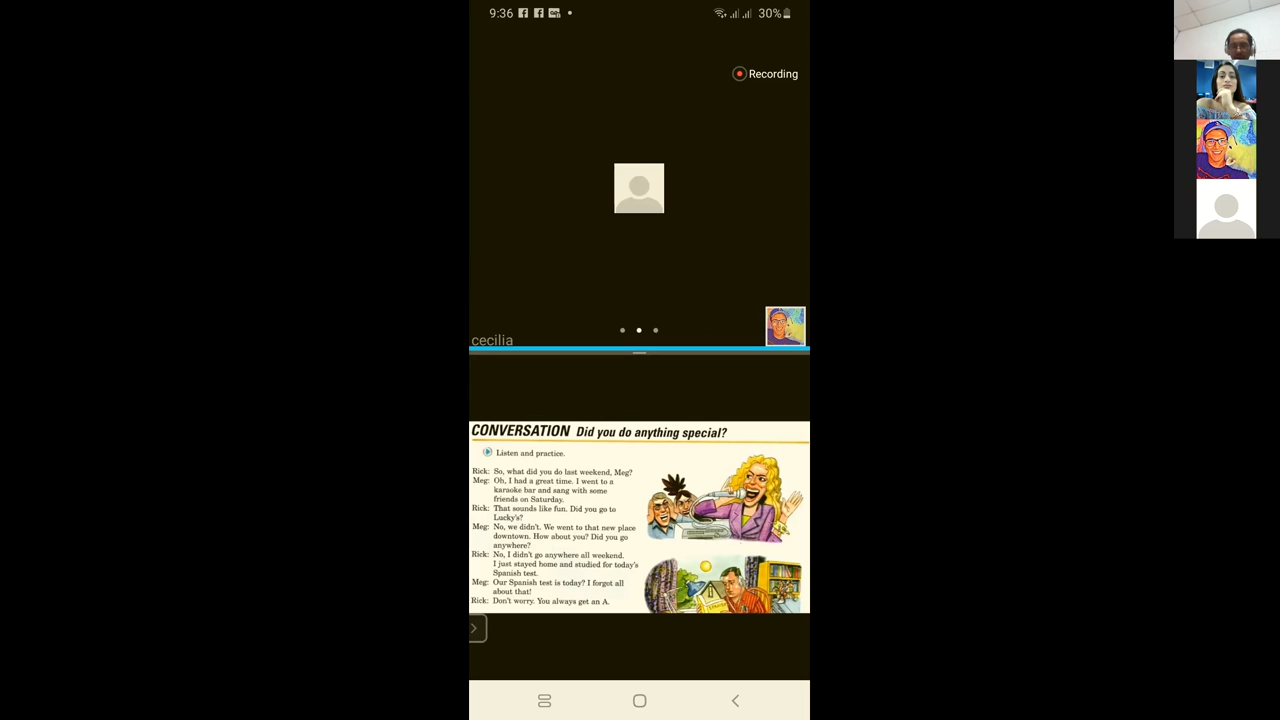 9:36
30%
Recording
cecilia
CONVERSATION Did you do anything special?
Listen and practice.
Rick: So, what did you do last weekend, Meg?
Meg: Oh, I had a great time. I went to a
karaoke bar and sang with some
friends on Saturday.
Rick: That sounds like fun. Did you go to
Lucky's?
Meg: No, we didn't. We went to that new place
downtown. How about you? Did you go
anywhere?
Rick: No, I didn't go anywhere all weekend.
I just stayed home and studied for today's
Spanish test.
Meg: Our Spanish test is today? I forgot all
about that!
Rick: Don't worry. You always get an A.